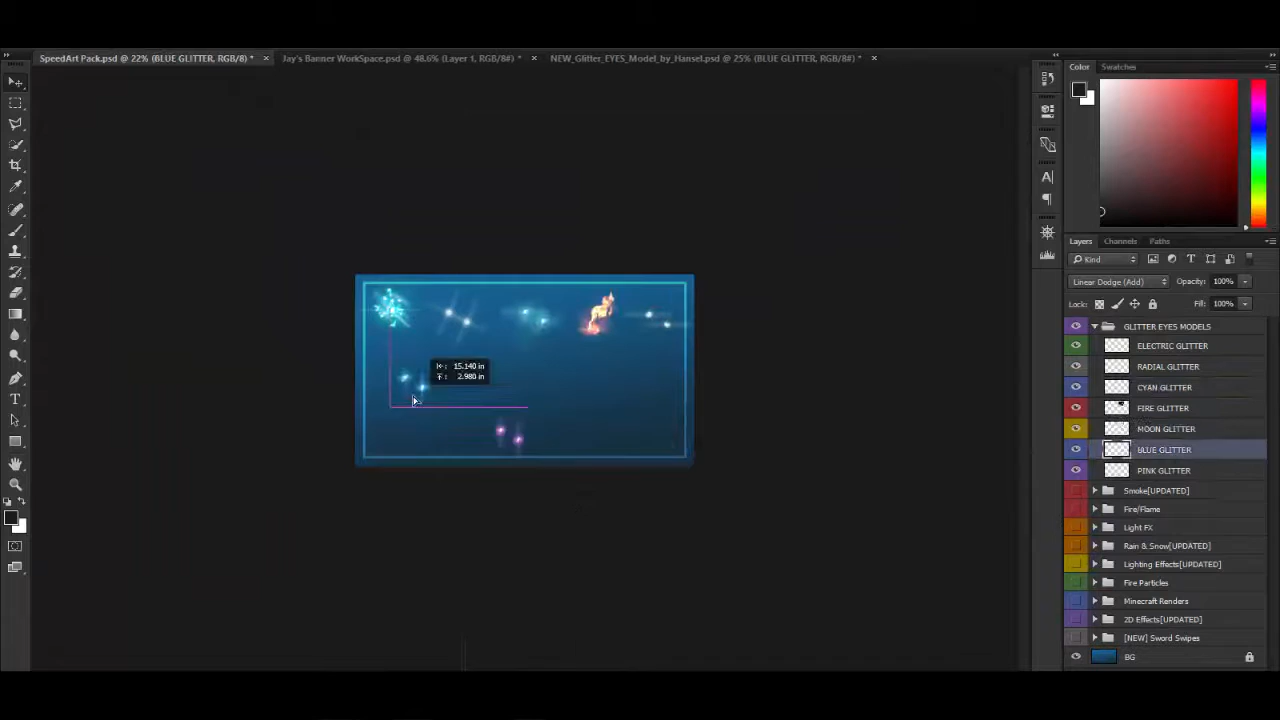 SpeedArt Pack.psd @ 22% (BLUE GLITTER, RGB/8) * × Jay's Banner WorkSpace.psd @ 48.6% (Layer 1, RGB/8#) * × NEW_Glitter_EYES_Model_by_Hansel.psd @ 25% (BLUE GLITTER, RGB/8#) * ×
Color Swatches
Layers Channels Paths
Kind
Linear Dodge (Add) Opacity: 100%
Lock: Fill: 100%
GLITTER EYES MODELS
ELECTRIC GLITTER
RADIAL GLITTER
CYAN GLITTER
FIRE GLITTER
MOON GLITTER
BLUE GLITTER
PINK GLITTER
Smoke[UPDATED]
Fire/Flame
Light FX
Rain & Snow[UPDATED]
Lighting Effects[UPDATED]
Fire Particles
Minecraft Renders
2D Effects[UPDATED]
[NEW] Sword Swipes
BG
15.140 in
2.980 in